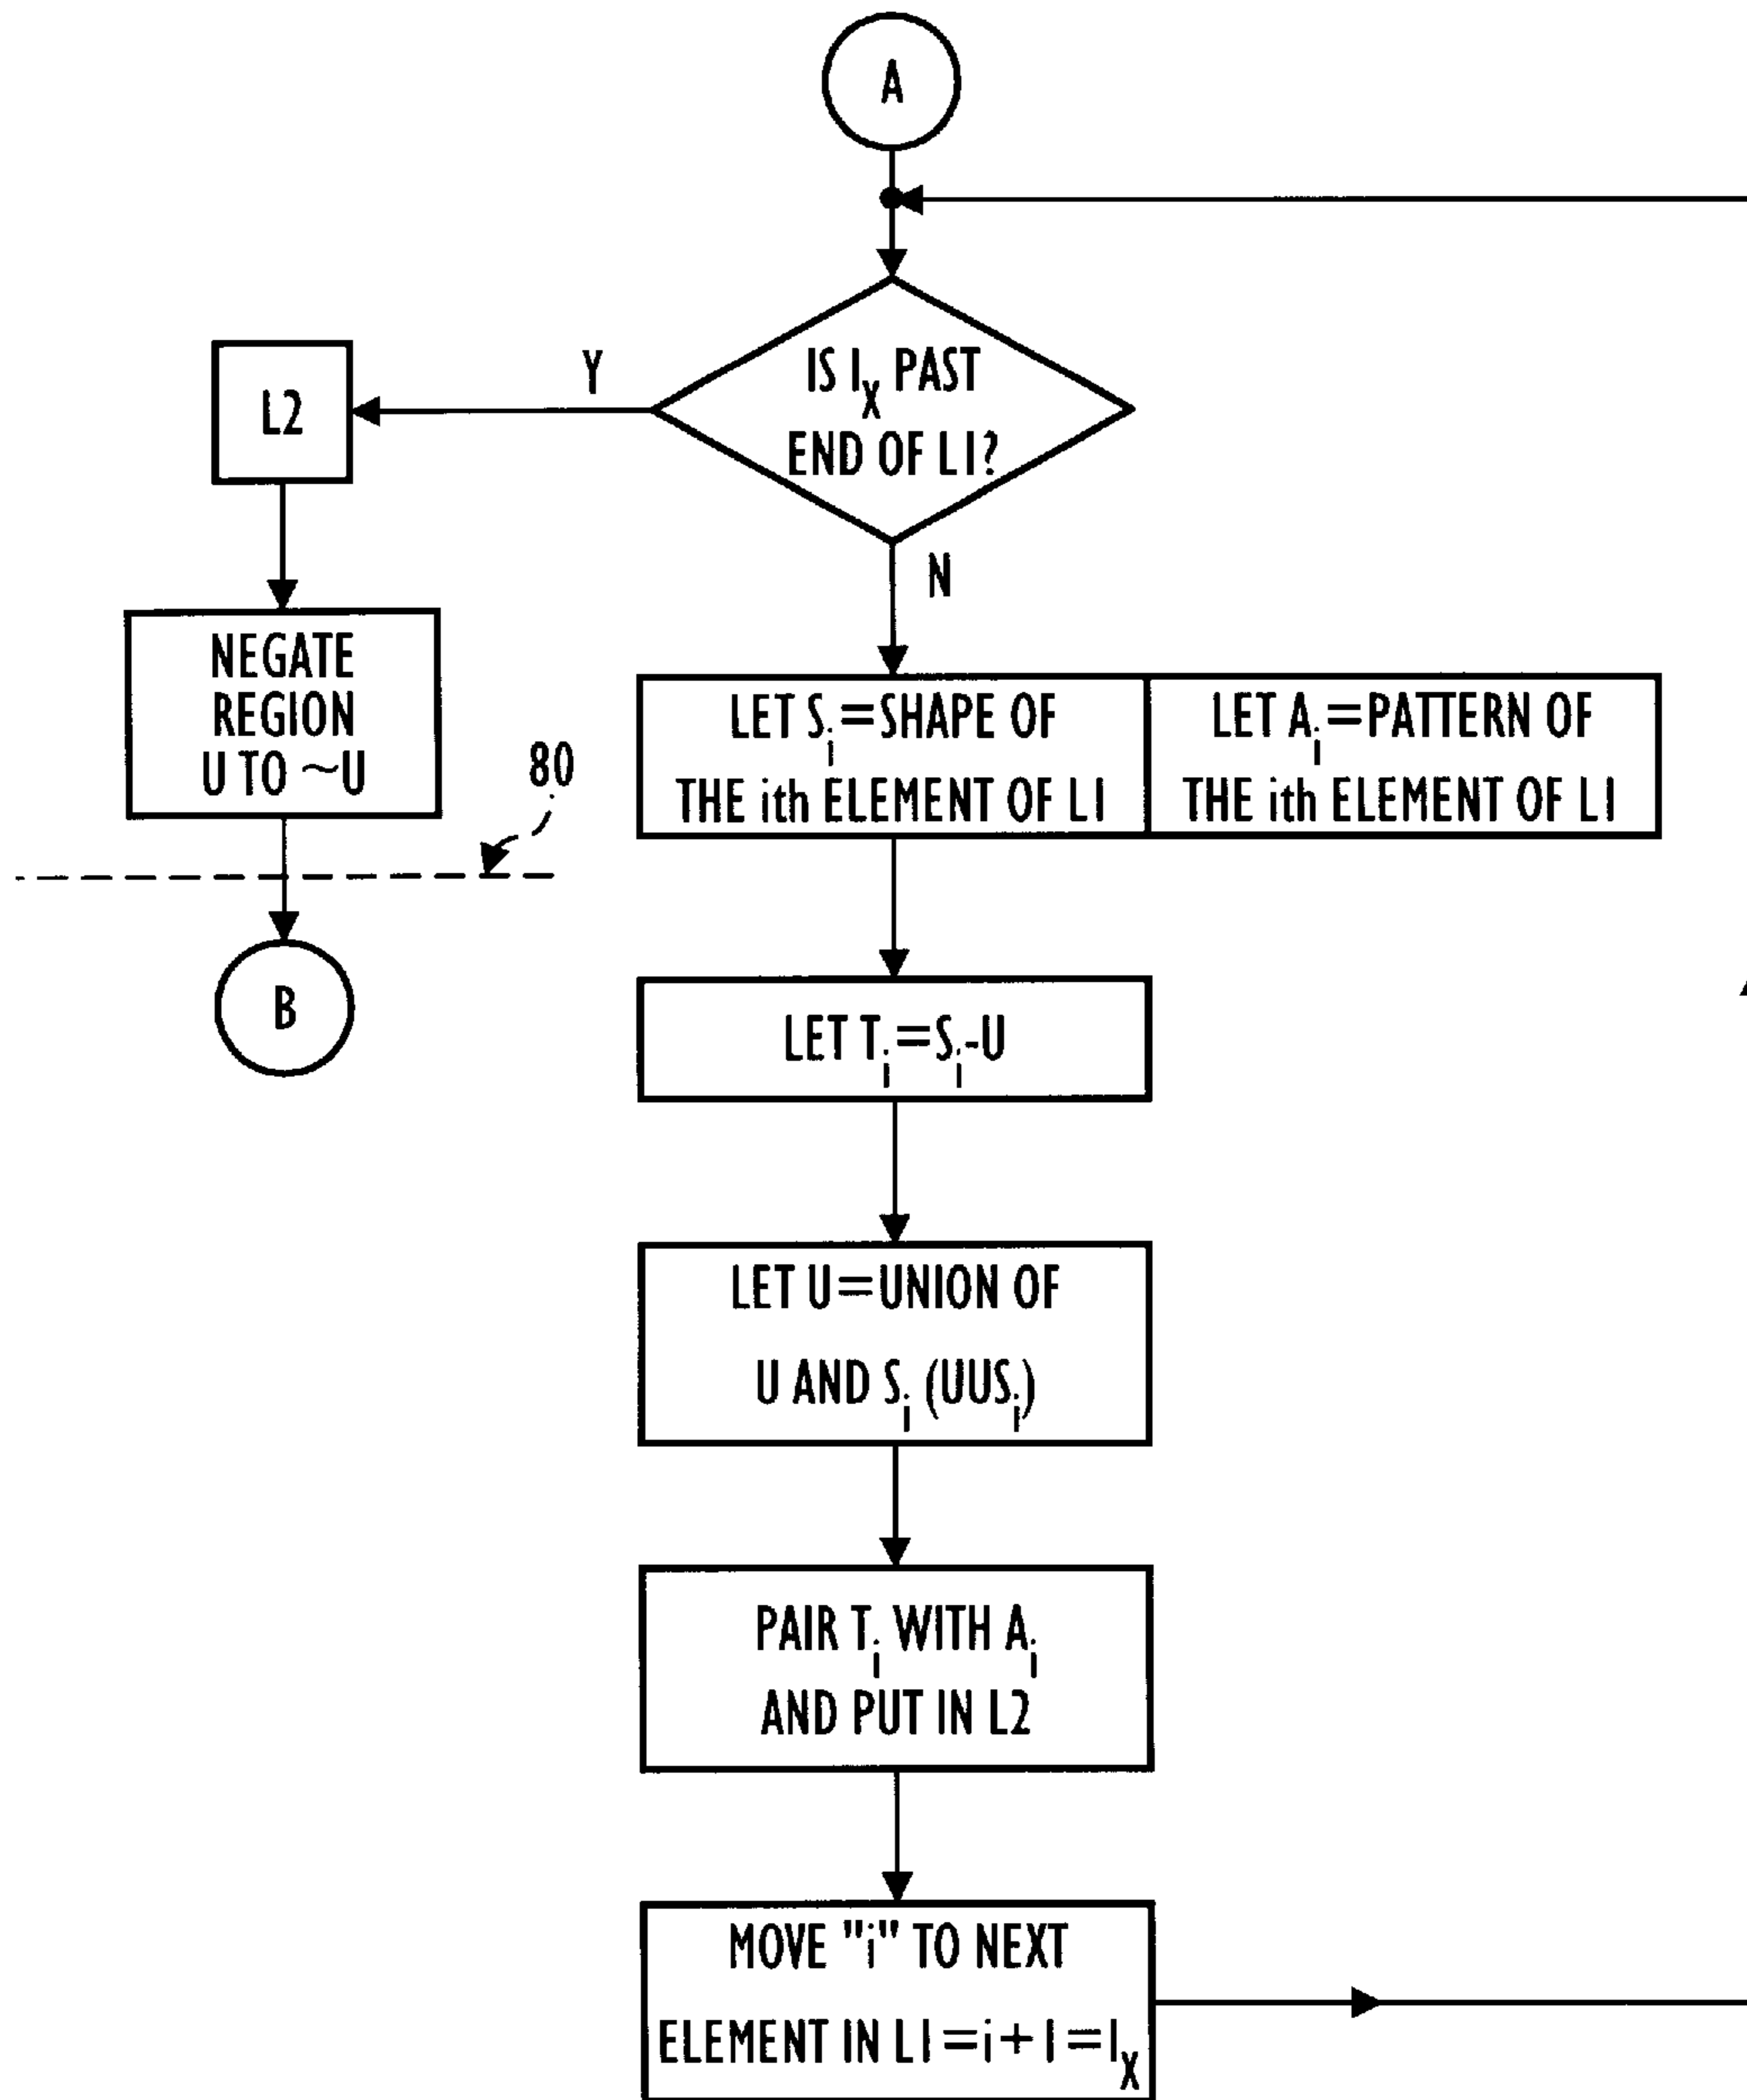 A
IS I_X PAST
END OF L1?
Y
N
L2
NEGATE
REGION
U TO ~U
80
B
LET S_i=SHAPE OF
THE ith ELEMENT OF L1
LET A_i=PATTERN OF
THE ith ELEMENT OF L1
LET T_i=S_i-U
LET U=UNION OF
U AND S_i (UUS_i)
PAIR T_i WITH A_i
AND PUT IN L2
MOVE "i" TO NEXT
ELEMENT IN L1=i+1=I_X